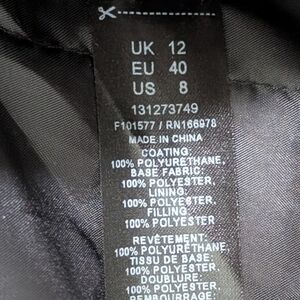 UK 12
EU 40
US 8
131273749
F101577 / RN166978
MADE IN CHINA
COATING:
100% POLYURETHANE,
BASE FABRIC:
100% POLYESTER,
LINING:
100% POLYESTER,
FILLING:
100% POLYESTER
REVÊTEMENT:
100% POLYURÉTHANE,
TISSU DE BASE:
100% POLYESTER,
DOUBLURE:
100% POLYESTER,
REMBOURRAGE